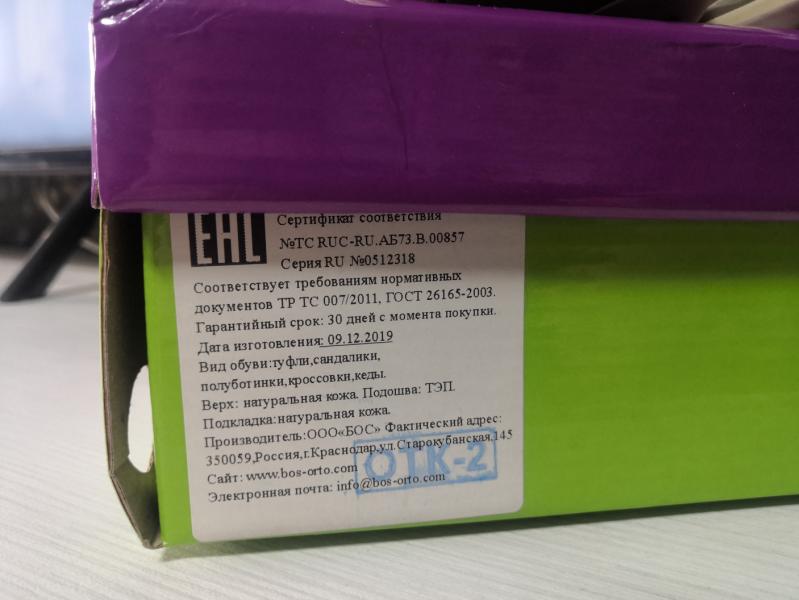 EAC
Сертификат соответствия
№ТС RUC-RU.АБ73.В.00857
Серия RU №0512318
Соответствует требованиям нормативных
документов ТР ТС 007/2011, ГОСТ 26165-2003.
Гарантийный срок: 30 дней с момента покупки.
Дата изготовления: 09.12.2019
Вид обуви:туфли,сандалики,
полуботинки,кроссовки,кеды.
Верх: натуральная кожа. Подошва: ТЭП.
Подкладка:натуральная кожа.
Производитель:ООО«БОС» Фактический адрес:
350059,Россия,г.Краснодар,ул.Старокубанская,145
Сайт: www.bos-orto.com
Электронная почта: info@bos-orto.com
ОТК-2